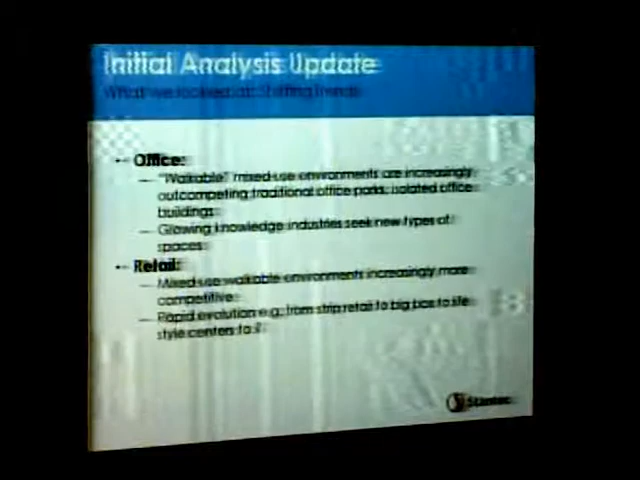 Initial Analysis Update
What we looked at: Shifting trends
– Office:
– "Walkable" mixed-use environments are increasingly
outcompeting traditional office parks, isolated office
buildings
– Growing knowledge industries seek new types of
spaces
– Retail:
– Mixed use walkable environments increasingly more
competitive
– Rapid evolution e.g., from strip retail to big box to life
style centers to
Stantec